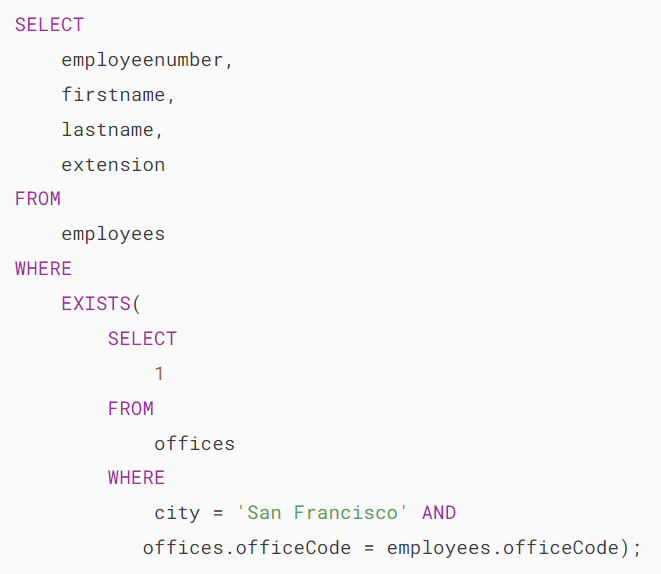 SELECT
    employeenumber,
    firstname,
    lastname,
    extension
FROM
    employees
WHERE
    EXISTS(
        SELECT
            1
        FROM
            offices
        WHERE
            city = 'San Francisco' AND
           offices.officeCode = employees.officeCode);